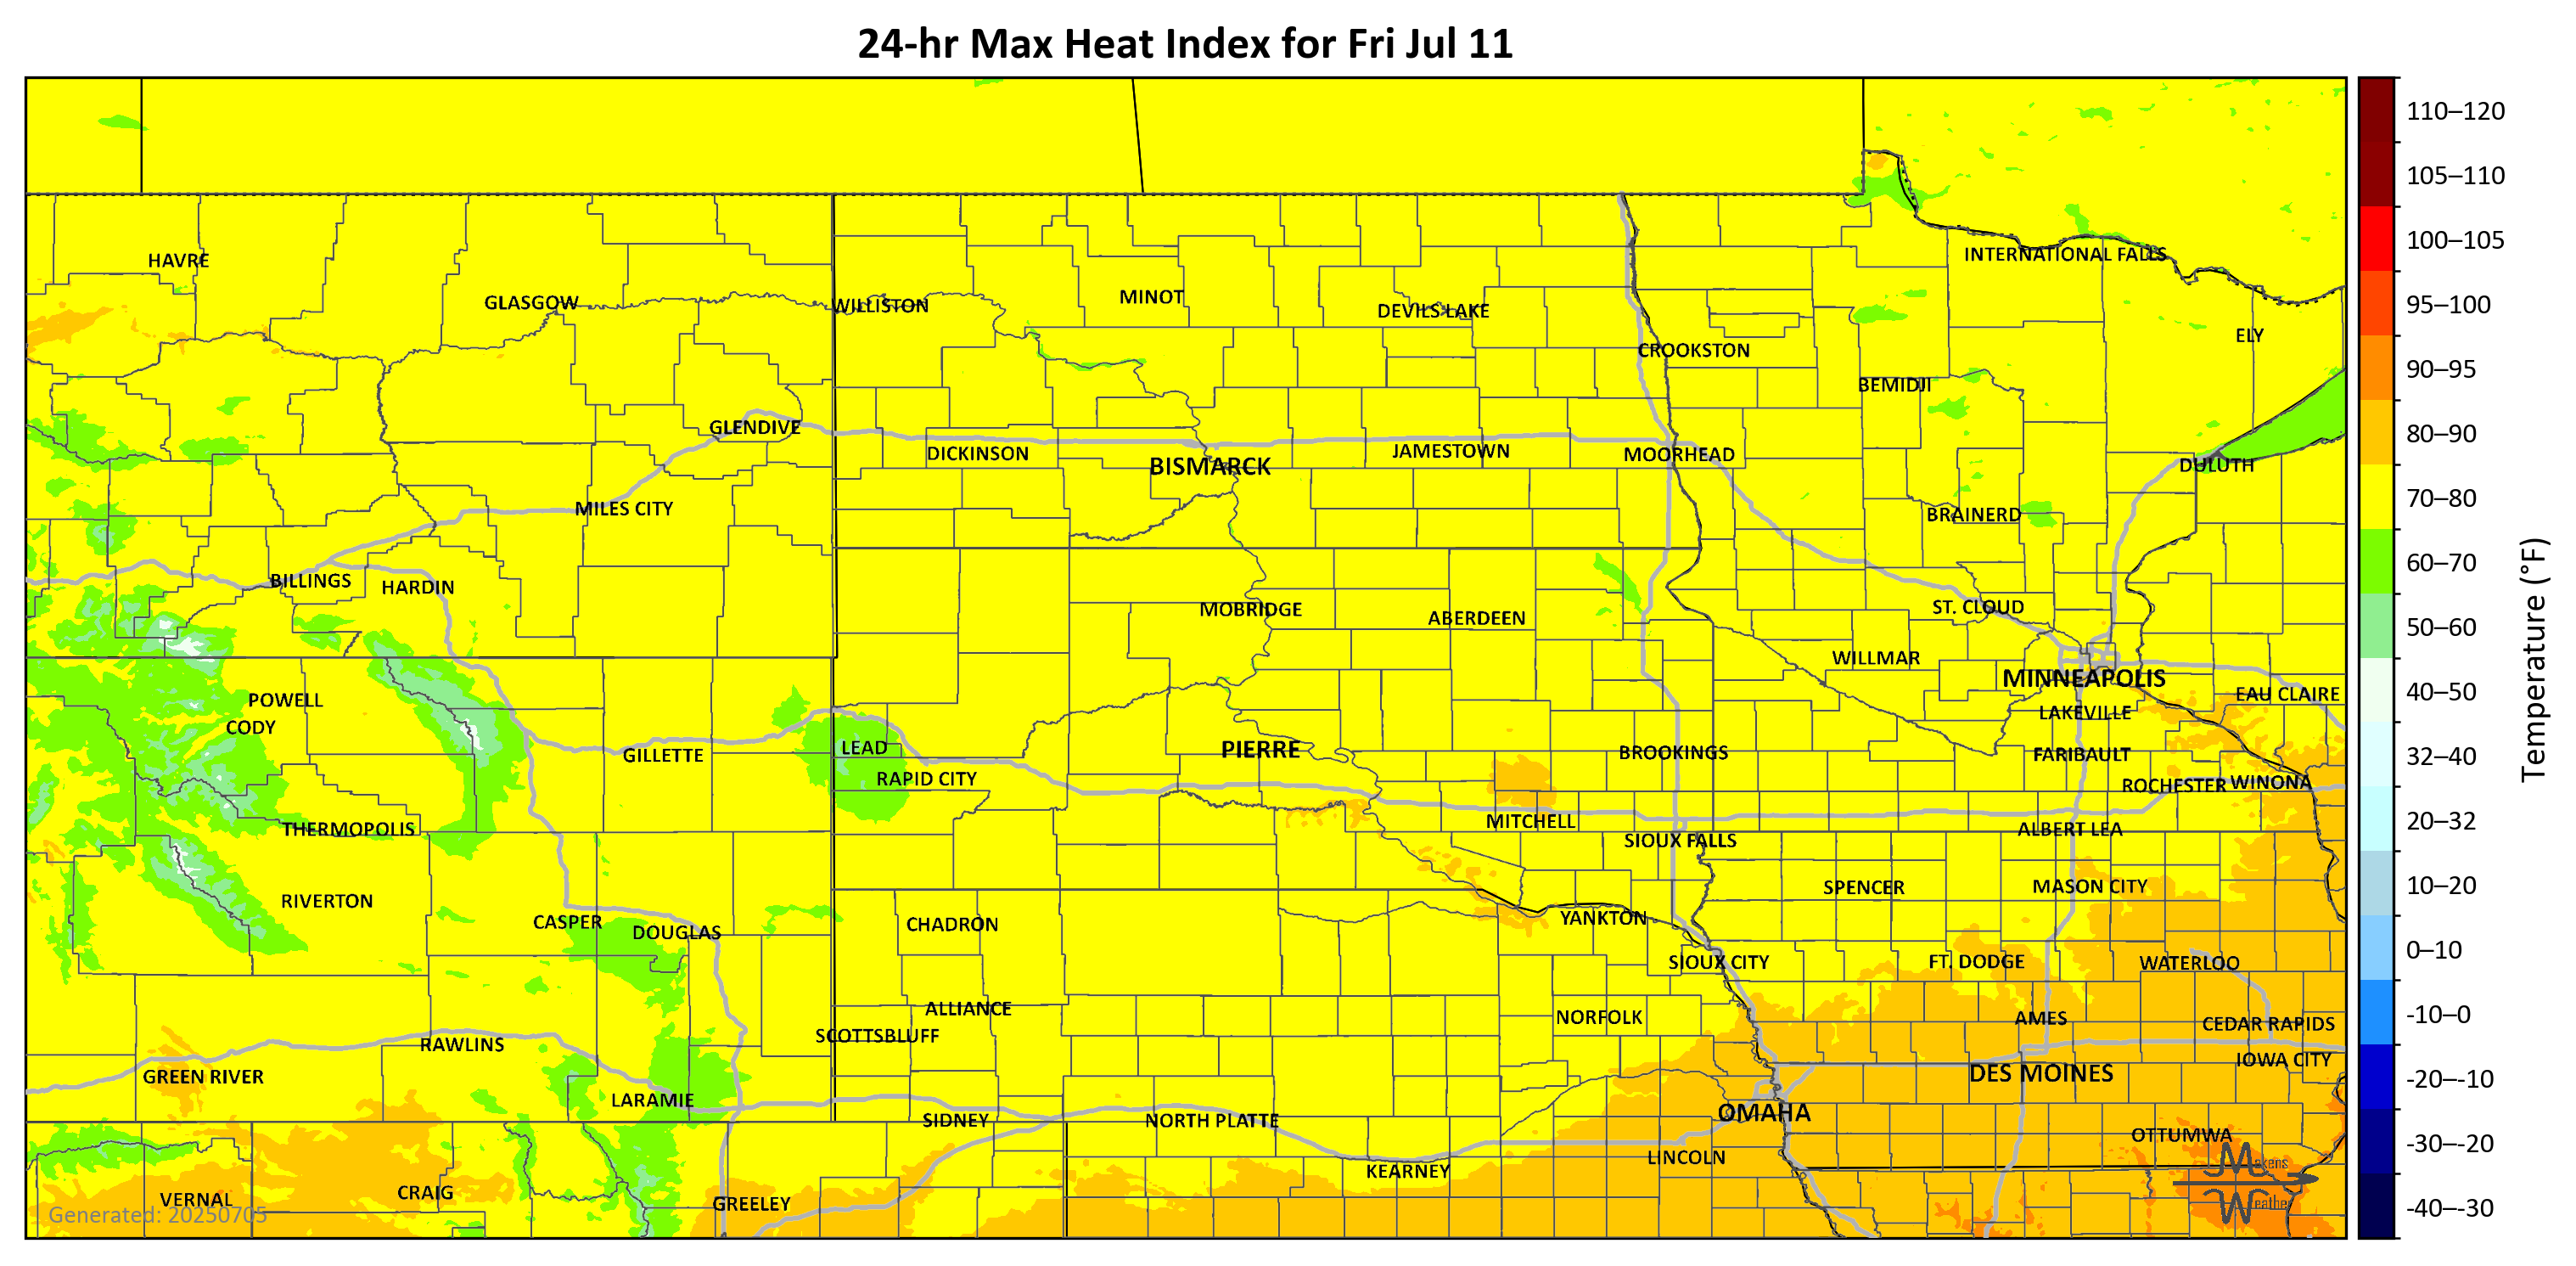 24-hr Max Heat Index for Fri Jul 11
110–120
105–110
100–105
95–100
90–95
80–90
70–80
60–70
50–60
40–50
32–40
20–32
10–20
0–10
-10–0
-20–-10
-30–-20
-40–-30
Temperature (°F)
HAVRE
GLASGOW
WILLISTON
MINOT
DEVILS LAKE
INTERNATIONAL FALLS
ELY
CROOKSTON
BEMIDJI
GLENDIVE
DICKINSON
BISMARCK
JAMESTOWN
MOORHEAD
DULUTH
MILES CITY
BRAINERD
BILLINGS
HARDIN
MOBRIDGE
ABERDEEN
ST. CLOUD
WILLMAR
MINNEAPOLIS
EAU CLAIRE
POWELL
CODY
LAKEVILLE
GILLETTE
LEAD
RAPID CITY
PIERRE
BROOKINGS
FARIBAULT
ROCHESTER
WINONA
THERMOPOLIS
MITCHELL
SIOUX FALLS
ALBERT LEA
RIVERTON
SPENCER
MASON CITY
CASPER
DOUGLAS
CHADRON
YANKTON
SIOUX CITY
FT. DODGE
WATERLOO
ALLIANCE
NORFOLK
AMES
CEDAR RAPIDS
RAWLINS
SCOTTSBLUFF
IOWA CITY
GREEN RIVER
DES MOINES
LARAMIE
SIDNEY
NORTH PLATTE
OMAHA
OTTUMWA
KEARNEY
LINCOLN
VERNAL
CRAIG
GREELEY
Makens
Weather
Generated: 20250705